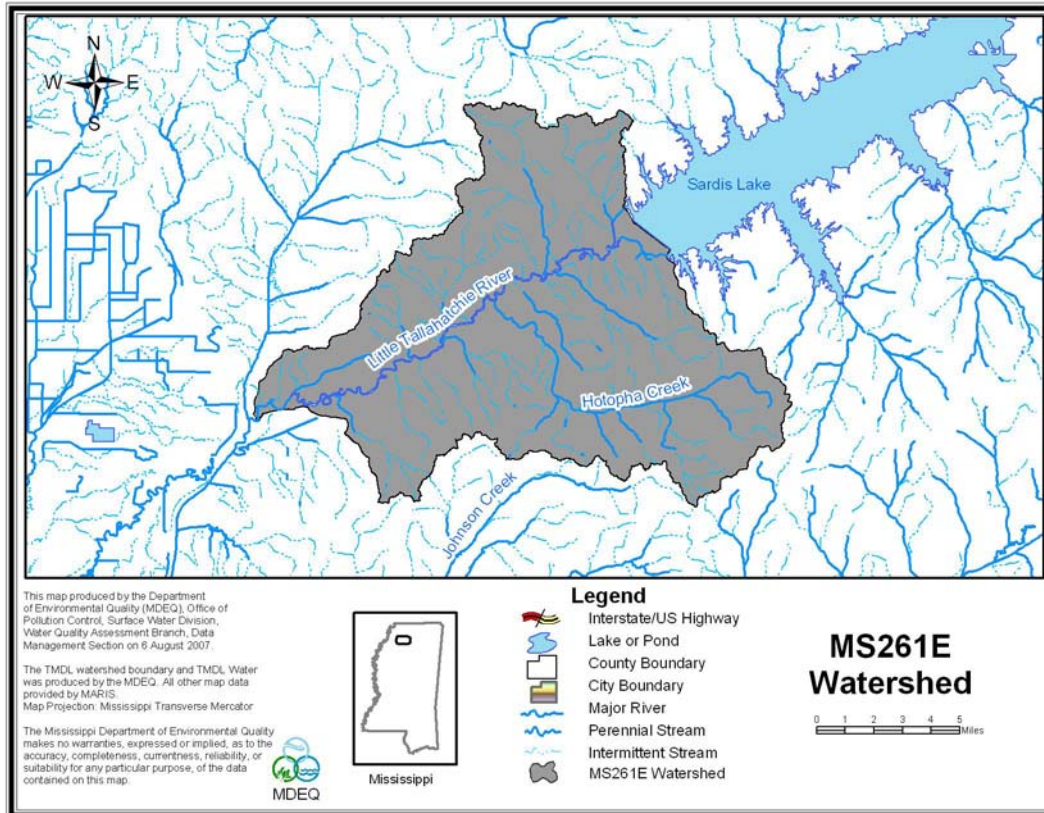 N
W E
S
Sardis Lake
Little Tallahatchie River
Hotopha Creek
Johnson Creek
This map produced by the Department
of Environmental Quality (MDEQ), Office of
Pollution Control, Surface Water Division,
Water Quality Assessment Branch, Data
Management Section on 6 August 2007.
The TMDL watershed boundary and TMDL Water
was produced by the MDEQ. All other map data
provided by MARIS.
Map Projection: Mississippi Transverse Mercator
The Mississippi Department of Environmental Quality
makes no warranties, expressed or implied, as to the
accuracy, completeness, currentness, reliability, or
suitability for any particular purpose, of the data
contained on this map.
MDEQ
Mississippi
Legend
Interstate/US Highway
Lake or Pond
County Boundary
City Boundary
Major River
Perennial Stream
Intermittent Stream
MS261E Watershed
MS261E
Watershed
0 1 2 3 4 5
Miles